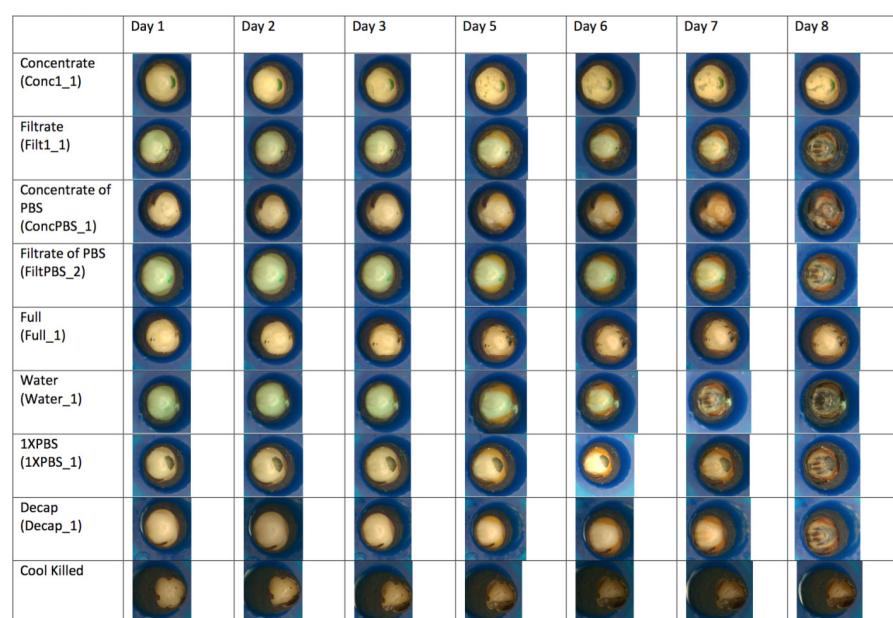 Day 1 Day 2 Day 3 Day 5 Day 6 Day 7 Day 8
Concentrate
(Conc1_1)
Filtrate
(Filt1_1)
Concentrate of
PBS
(ConcPBS_1)
Filtrate of PBS
(FiltPBS_2)
Full
(Full_1)
Water
(Water_1)
1XPBS
(1XPBS_1)
Decap
(Decap_1)
Cool Killed